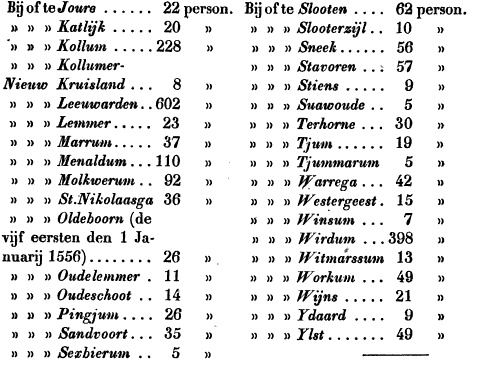 Bij of te Joure ...... 22 person.
» » » Katlijk ..... 20 »
» » » Kollum ..... 228 »
» » » Kollumer-
Nieuw Kruisland ... 8 »
» » » Leeuwarden .. 602 »
» » » Lemmer ..... 23 »
» » » Marrum ..... 37 »
» » » Menaldum ... 110 »
» » » Molkwerum .. 92 »
» » » St. Nikolaasga 36 »
» » » Oldeboorn (de
vijf eersten den 1 Ja-
nuarij 1556) ........ 26 »
» » » Oudelemmer . 11 »
» » » Oudeschoot .. 14 »
» » » Pingjum .... 26 »
» » » Sandvoort ... 35 »
» » » Sexbierum .. 5 »
Bij of te Slooten .... 62 person.
» » » Slooterzijl .. 10 »
» » » Sneek ...... 56 »
» » » Stavoren ... 57 »
» » » Stiens ..... 9 »
» » » Suawoude .. 5 »
» » » Terhorne ... 30 »
» » » Tjum ...... 19 »
» » » Tjummarum 5 »
» » » Warrega ... 42 »
» » » Westergeest . 15 »
» » » Winsum ... 7 »
» » » Wirdum ... 398 »
» » » Witmarssum 13 »
» » » Workum ... 49 »
» » » Wijns ..... 21 »
» » » Ydaard .... 9 »
» » » Ylst ....... 49 »